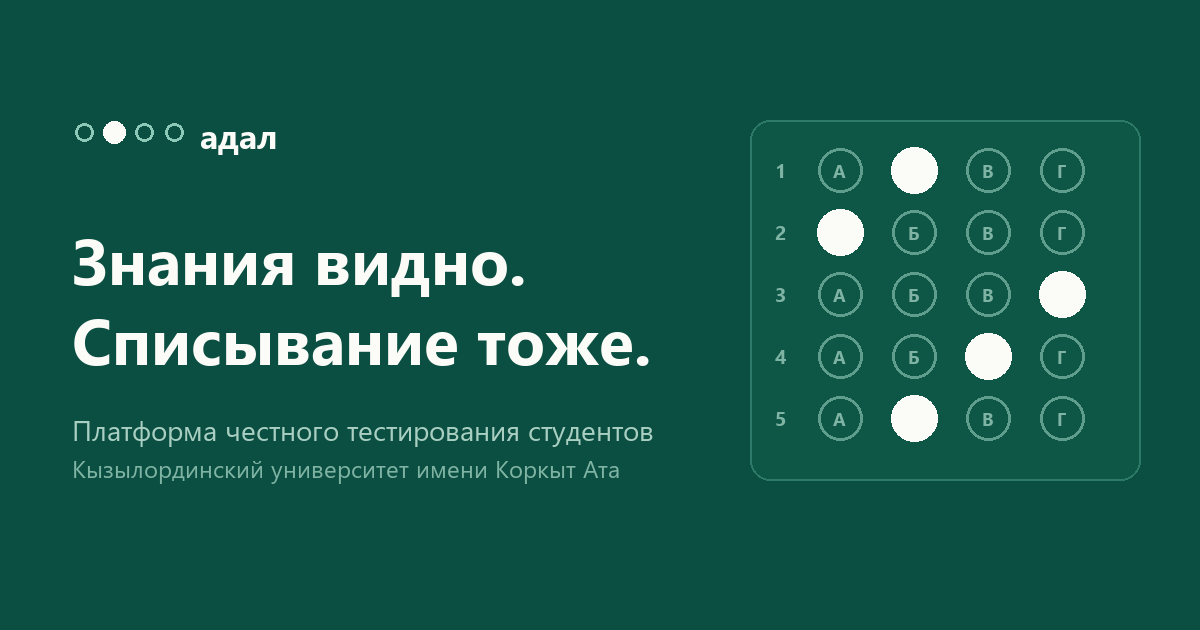 адал
Знания видно.
Списывание тоже.
Платформа честного тестирования студентов
Кызылординский университет имени Коркыт Ата
1 А В Г
2 Б В Г
3 А Б В
4 А Б Г
5 А В Г